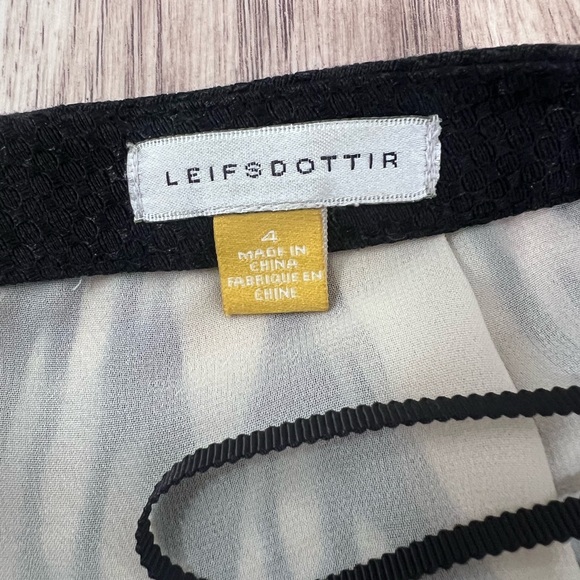 LEIFSDOTTIR
4
MADE IN
CHINA
FABRIQUE EN
CHINE